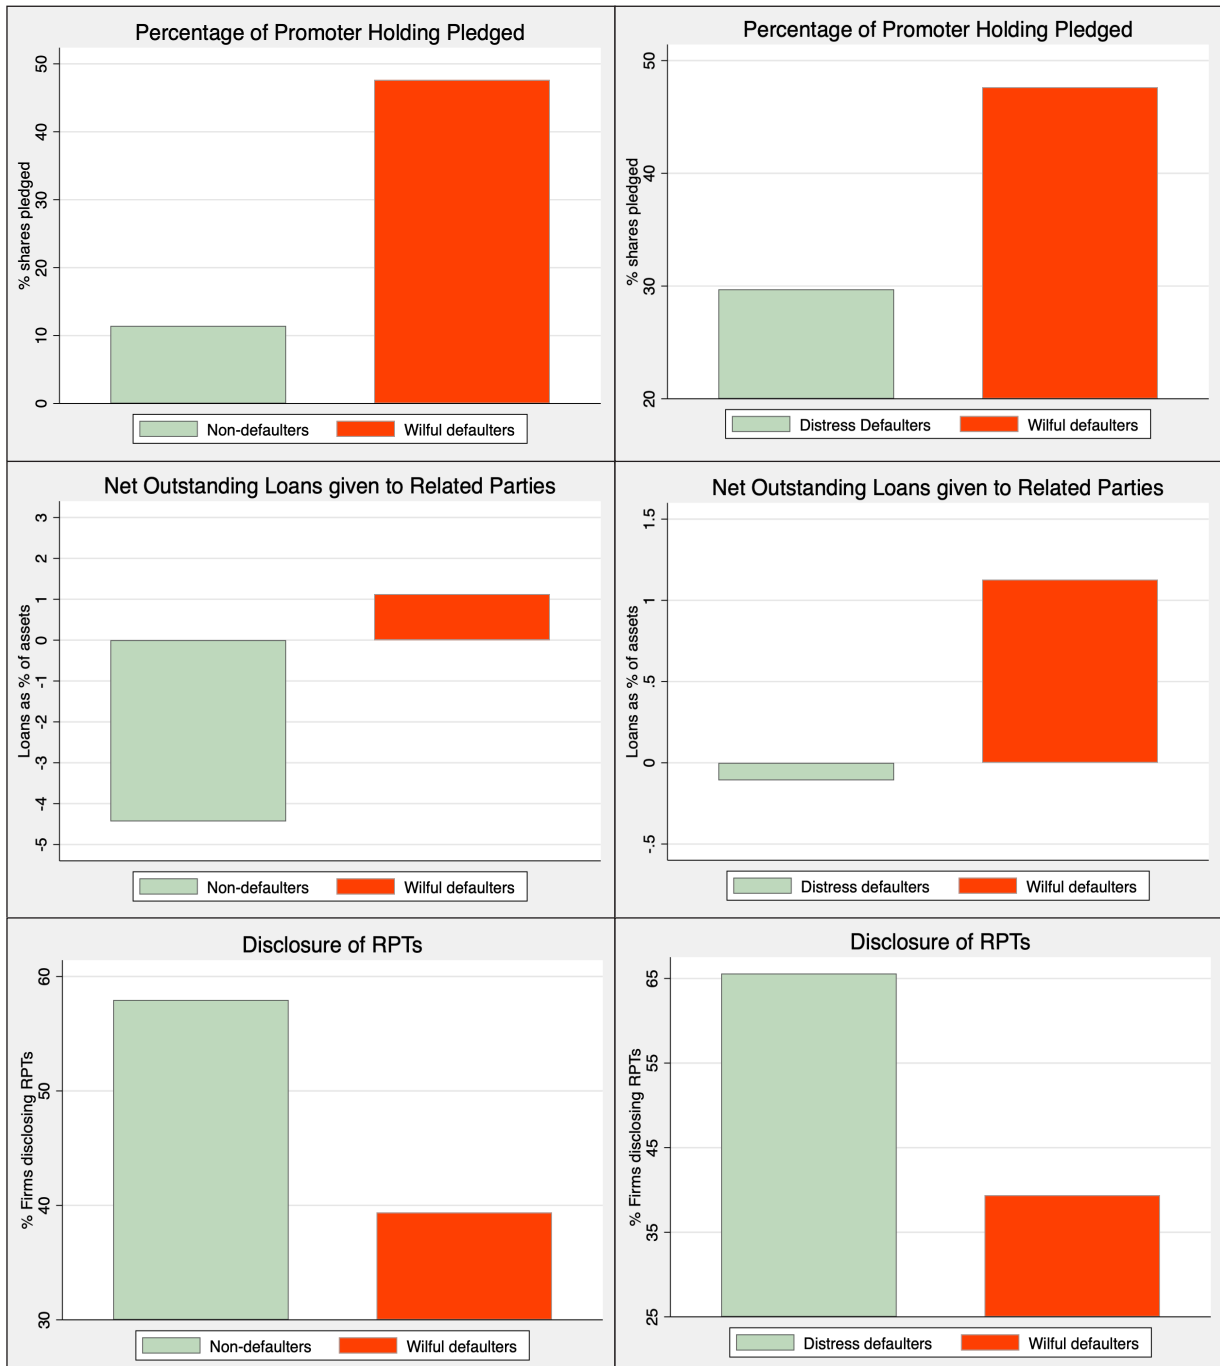 Percentage of Promoter Holding Pledged
% shares pledged
50
40
30
20
10
0
Non-defaulters
Wilful defaulters
Percentage of Promoter Holding Pledged
% shares pledged
50
40
30
20
Distress Defaulters
Wilful defaulters
Net Outstanding Loans given to Related Parties
Loans as % of assets
3
2
1
0
-1
-2
-3
-4
-5
Non-defaulters
Wilful defaulters
Net Outstanding Loans given to Related Parties
Loans as % of assets
1.5
1
.5
0
-.5
Distress defaulters
Wilful defaulters
Disclosure of RPTs
% Firms disclosing RPTs
60
50
40
30
Non-defaulters
Wilful defaulters
Disclosure of RPTs
% Firms disclosing RPTs
65
55
45
35
25
Distress defaulters
Wilful defaulters